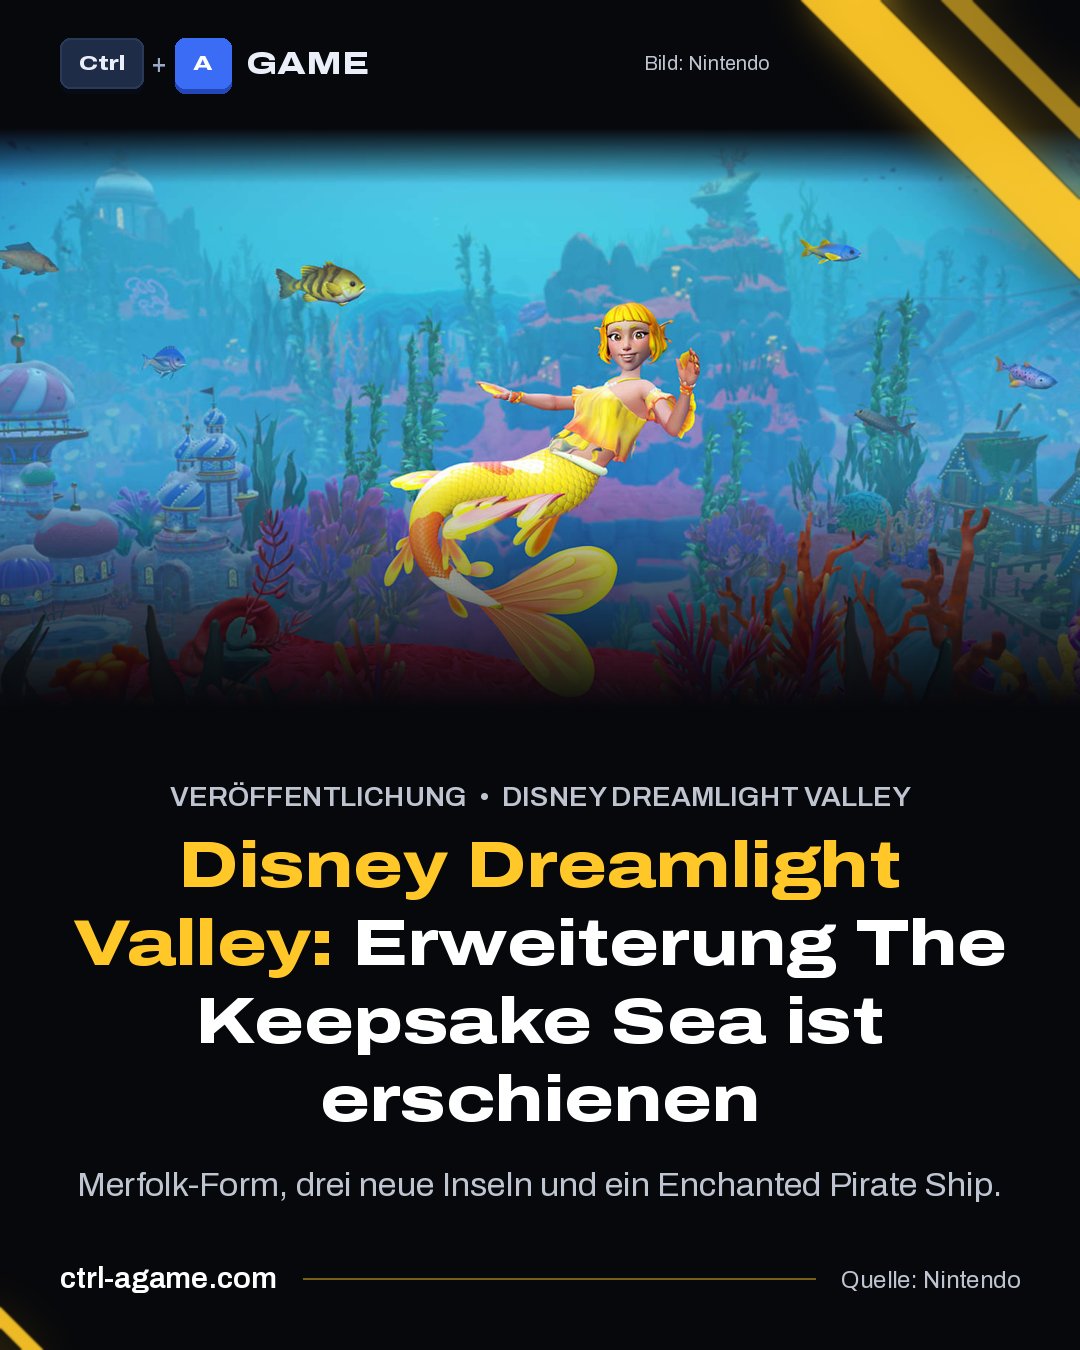 Ctrl + A GAME
Bild: Nintendo
VERÖFFENTLICHUNG • DISNEY DREAMLIGHT VALLEY
Disney Dreamlight
Valley: Erweiterung The
Keepsake Sea ist
erschienen
Merfolk-Form, drei neue Inseln und ein Enchanted Pirate Ship.
ctrl-agame.com
Quelle: Nintendo